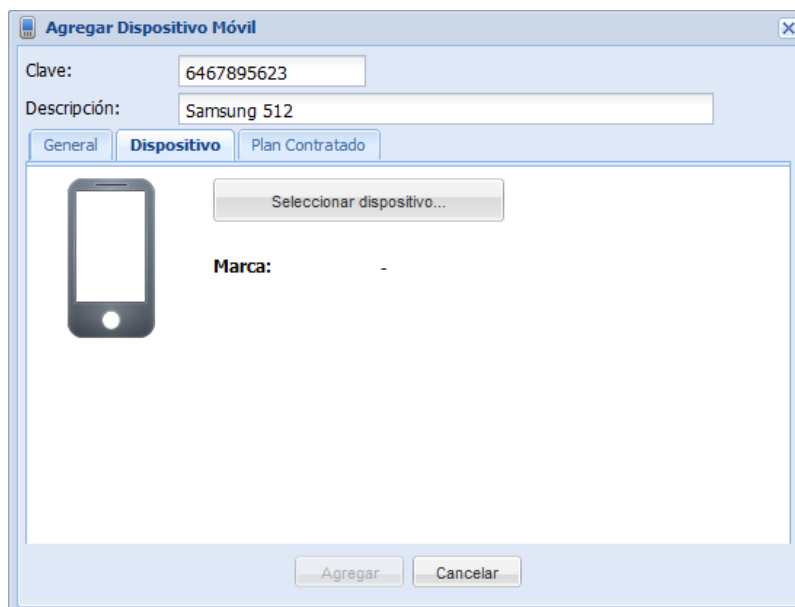 Agregar Dispositivo Móvil
Clave: 6467895623
Descripción: Samsung 512
General Dispositivo Plan Contratado
Seleccionar dispositivo...
Marca: -
Agregar Cancelar